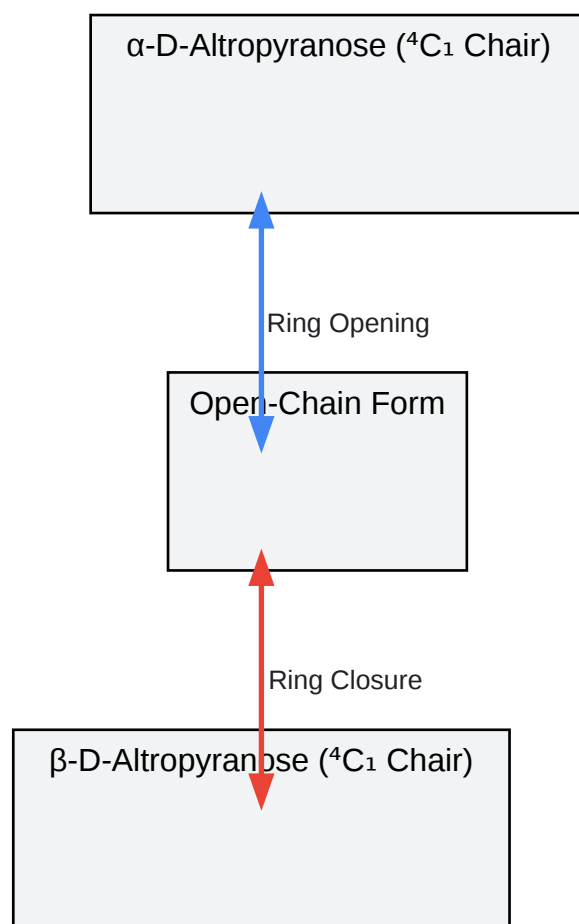 α-D-Altropyranose (⁴C₁ Chair)
Ring Opening
Open-Chain Form
Ring Closure
β-D-Altropyranose (⁴C₁ Chair)